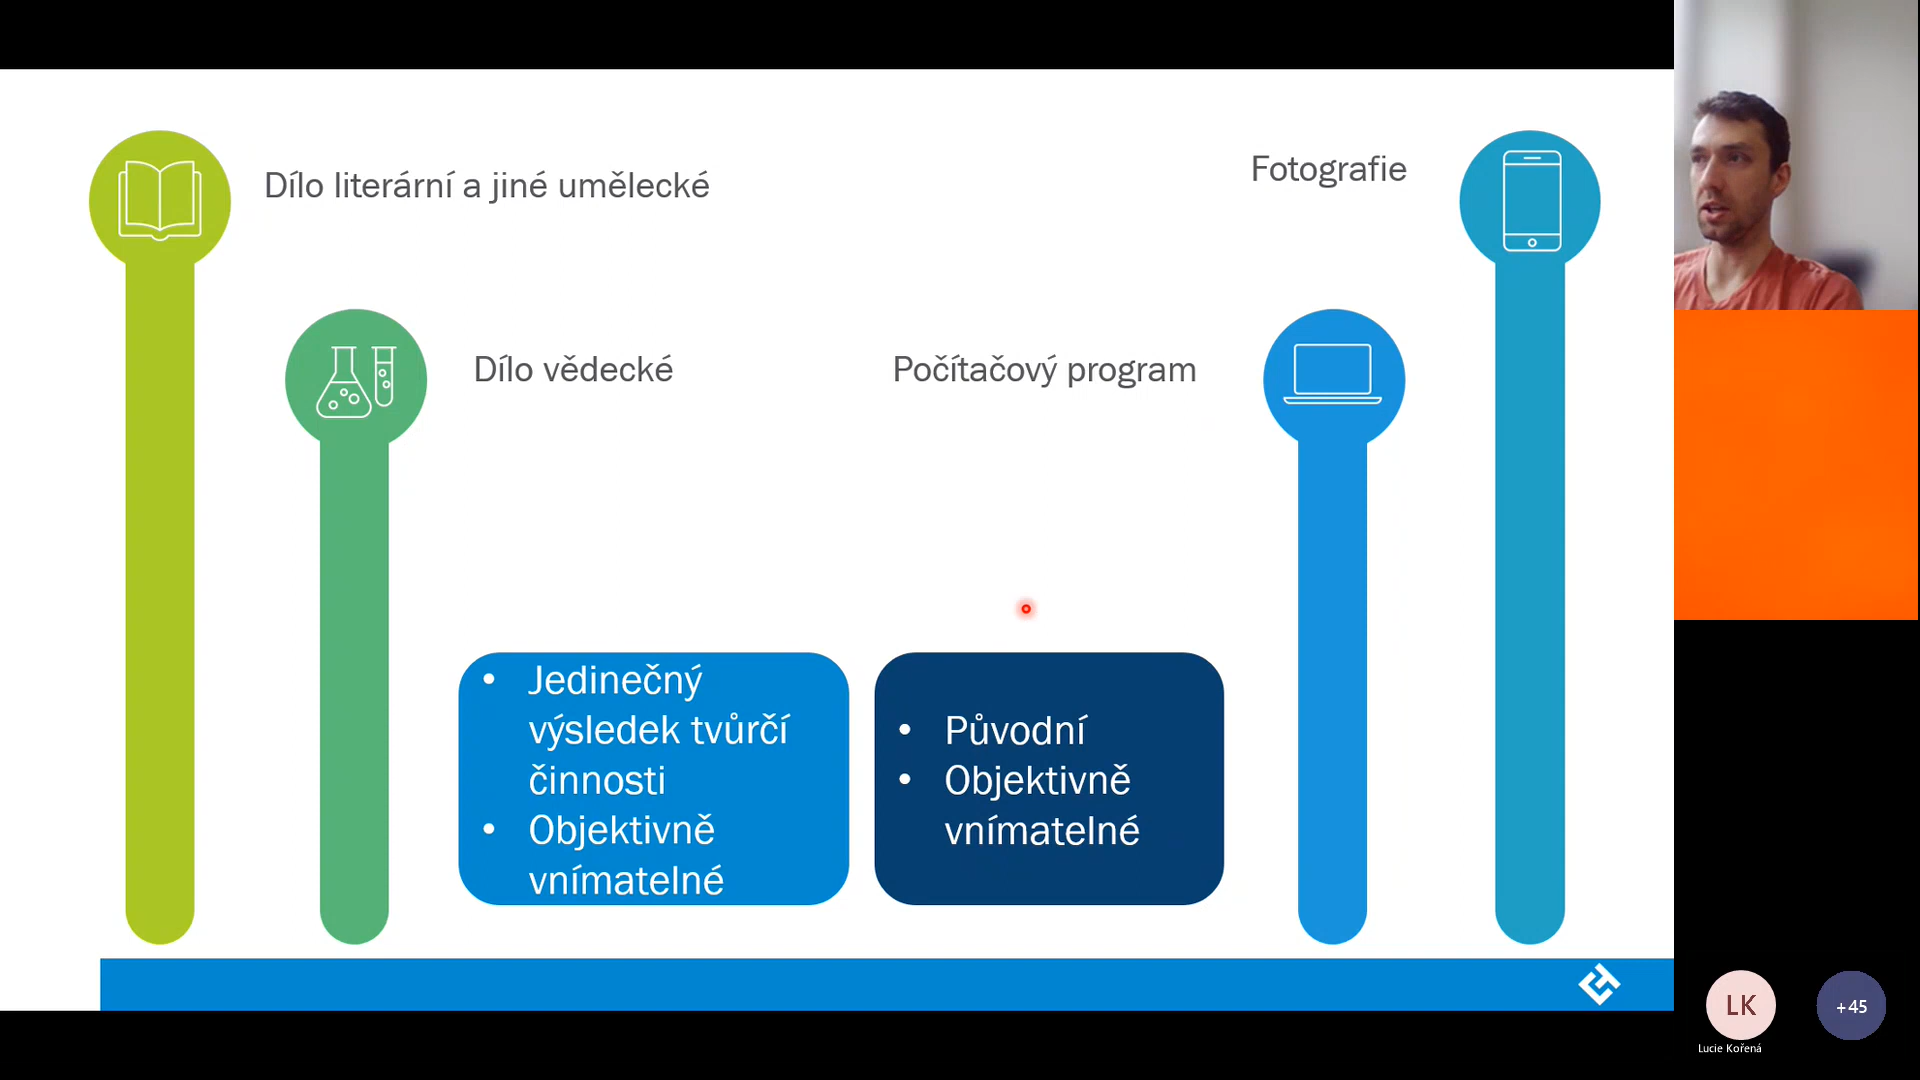 Dílo literární a jiné umělecké
Fotografie
Dílo vědecké
Počítačový program
• Jedinečný
výsledek tvůrčí
činnosti
• Objektivně
vnímatelné
• Původní
• Objektivně
vnímatelné
LK
+45
Lucie Kořená